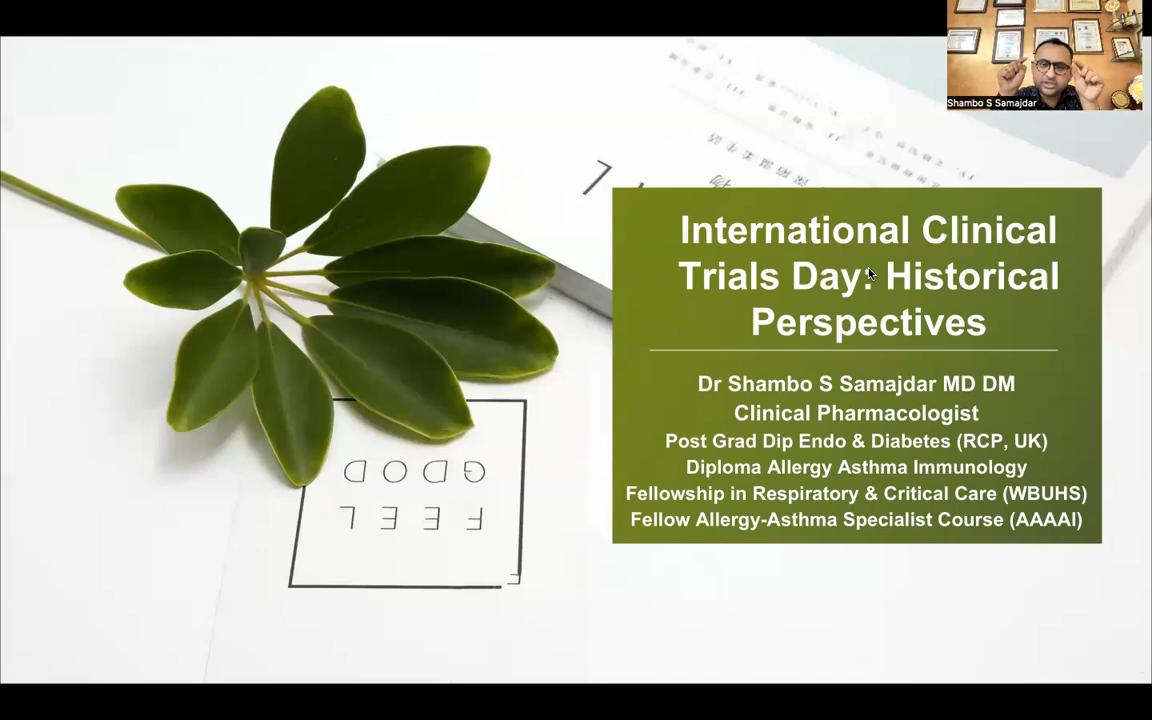 Shambo S Samajdar
International Clinical
Trials Day: Historical
Perspectives
Dr Shambo S Samajdar MD DM
Clinical Pharmacologist
Post Grad Dip Endo & Diabetes (RCP, UK)
Diploma Allergy Asthma Immunology
Fellowship in Respiratory & Critical Care (WBUHS)
Fellow Allergy-Asthma Specialist Course (AAAAI)
FEEL
GOOD